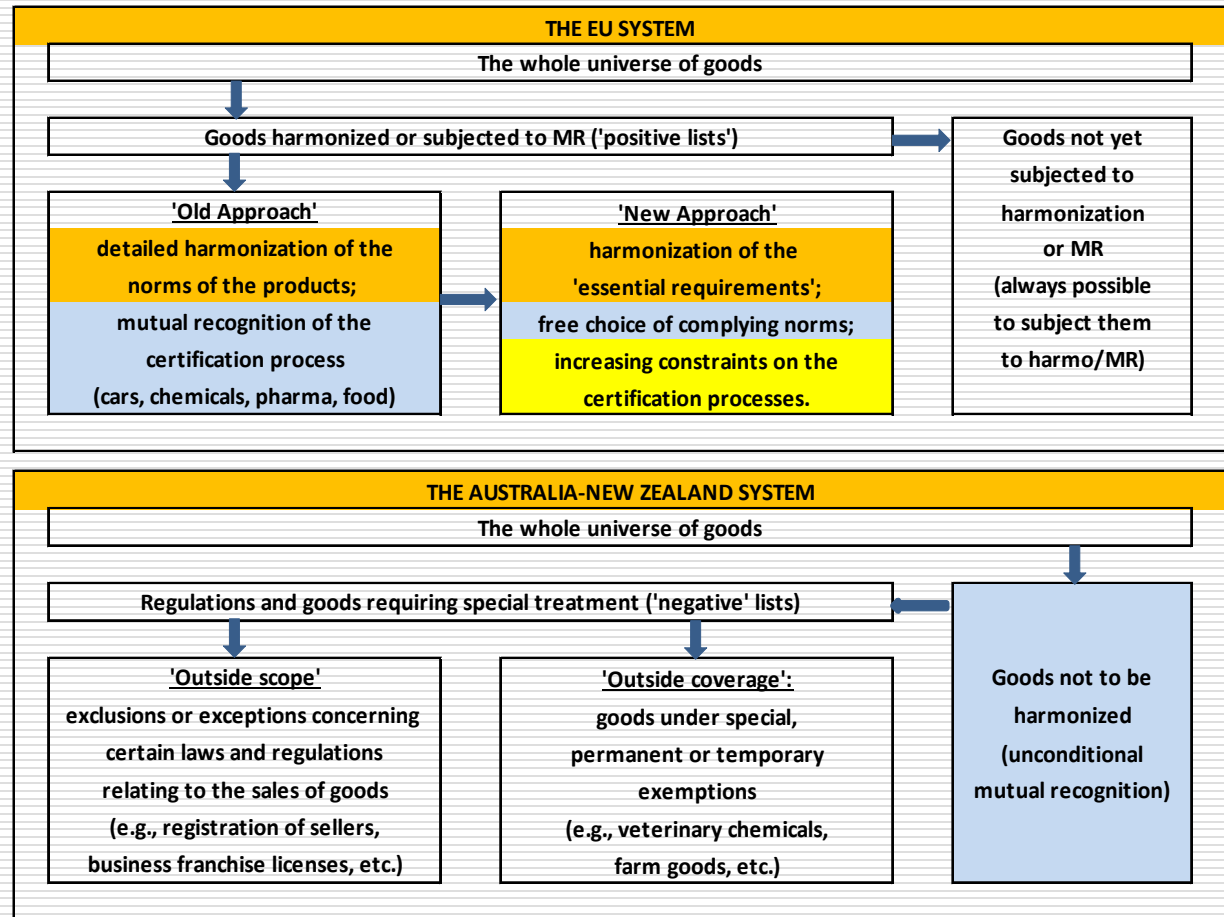 THE EU SYSTEM
The whole universe of goods
Goods harmonized or subjected to MR ('positive lists')
Goods not yet
subjected to
harmonization
or MR
(always possible
to subject them
to harmo/MR)
'Old Approach'
detailed harmonization of the
norms of the products;
mutual recognition of the
certification process
(cars, chemicals, pharma, food)
'New Approach'
harmonization of the
'essential requirements';
free choice of complying norms;
increasing constraints on the
certification processes.
THE AUSTRALIA-NEW ZEALAND SYSTEM
The whole universe of goods
Regulations and goods requiring special treatment ('negative' lists)
'Outside scope'
exclusions or exceptions concerning
certain laws and regulations
relating to the sales of goods
(e.g., registration of sellers,
business franchise licenses, etc.)
'Outside coverage':
goods under special,
permanent or temporary
exemptions
(e.g., veterinary chemicals,
farm goods, etc.)
Goods not to be
harmonized
(unconditional
mutual recognition)